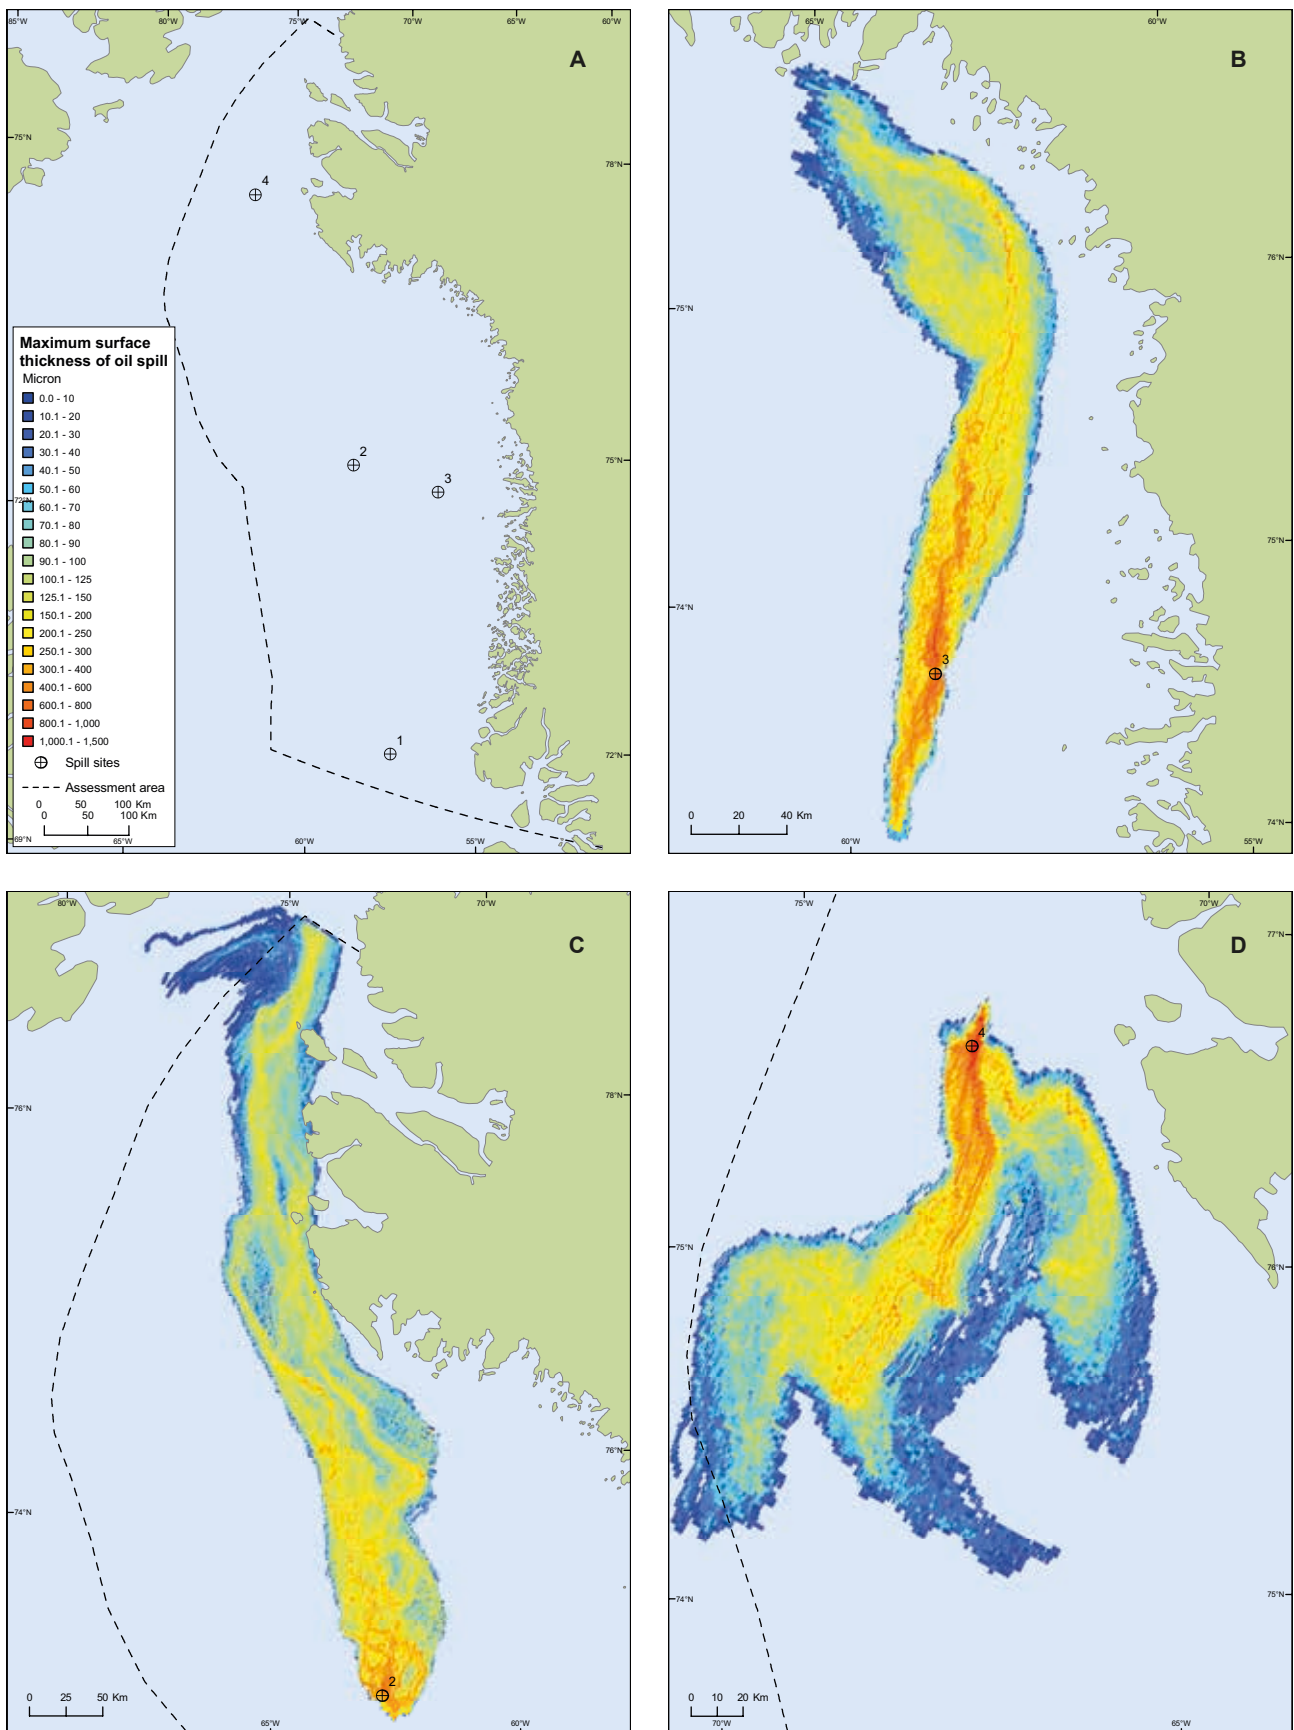 85°W 80°W 75°W 70°W 65°W 60°W
A
75°N
78°N
4
Maximum surface
thickness of oil spill
Micron
0.0 - 10
10.1 - 20
20.1 - 30
30.1 - 40
40.1 - 50
50.1 - 60
60.1 - 70
70.1 - 80
80.1 - 90
90.1 - 100
100.1 - 125
125.1 - 150
150.1 - 200
200.1 - 250
250.1 - 300
300.1 - 400
400.1 - 600
600.1 - 800
800.1 - 1,000
1,000.1 - 1,500
Spill sites
Assessment area
0 50 100 Km
0 50 100 Km
72°N
69°N
2
3
75°N
1
72°N
65°W 60°W 55°W
65°W 60°W
B
76°N
75°N
75°N
74°N
3
0 20 40 Km
74°N
60°W 55°W
80°W 75°W 70°W
C
76°N
78°N
76°N
74°N
2
0 25 50 Km
65°W 60°W
75°W 70°W
77°N
D
4
75°N
76°N
74°N
75°N
0 10 20 Km
70°W 65°W